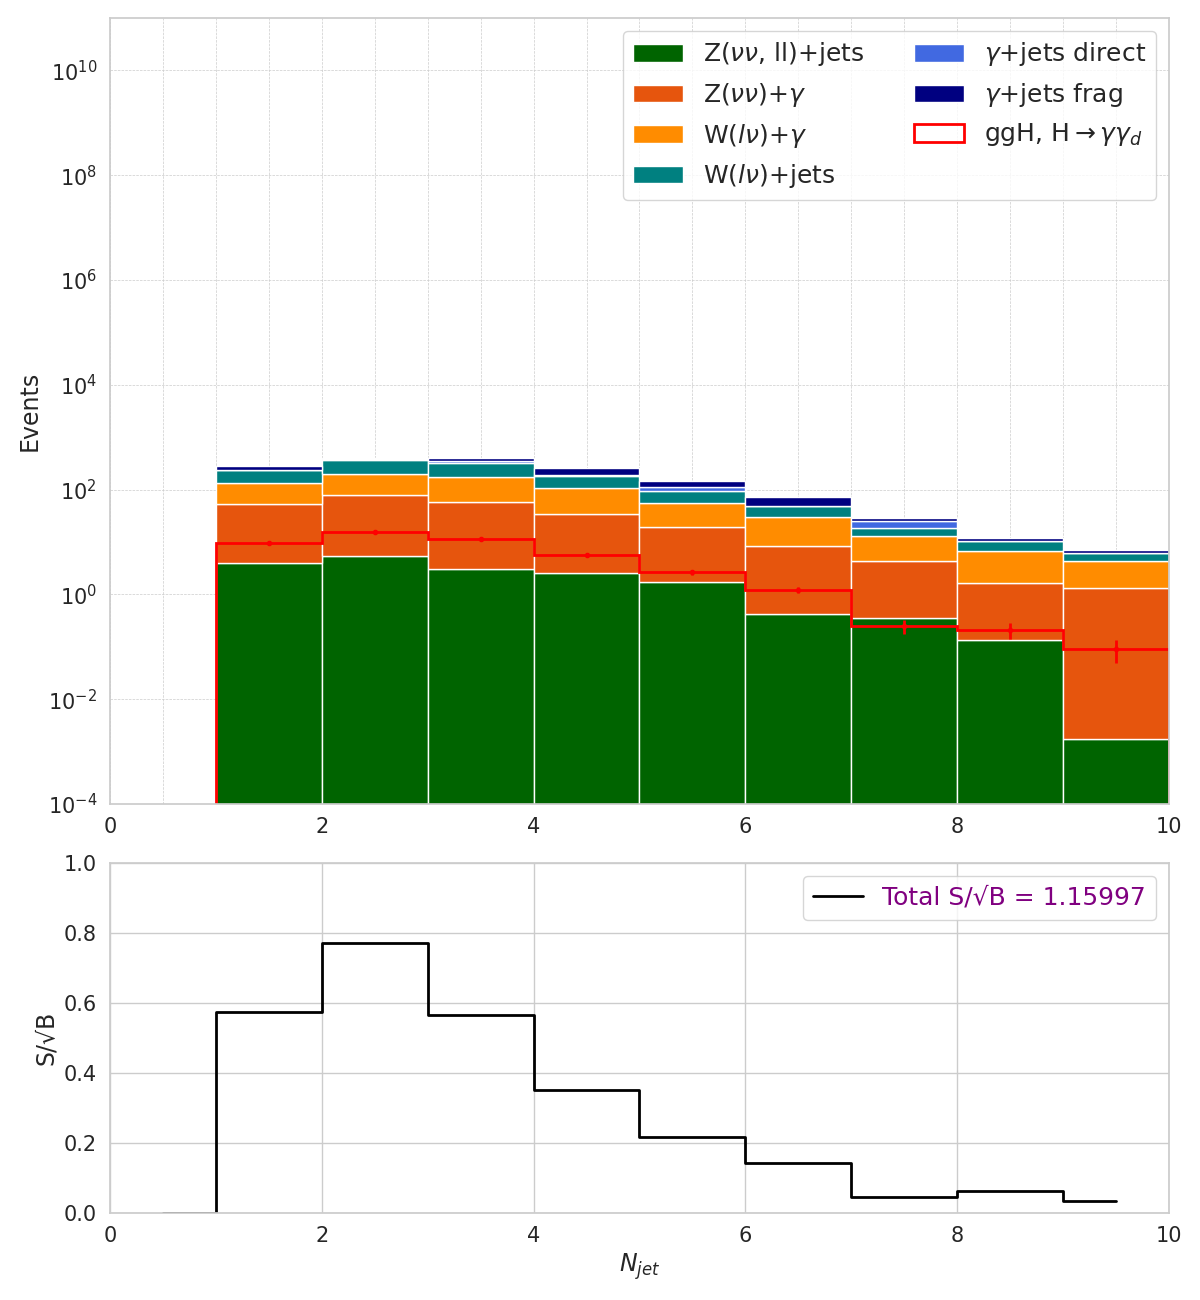 Z(νν, ll)+jets
Z(νν)+γ
W(lν)+γ
W(lν)+jets
γ+jets direct
γ+jets frag
ggH, H→γγ_d
Events
10^10
10^8
10^6
10^4
10^2
10^0
10^−2
10^−4
0 2 4 6 8 10
Total S/√B = 1.15997
S/√B
1.0
0.8
0.6
0.4
0.2
0.0
0 2 4 6 8 10
N_jet